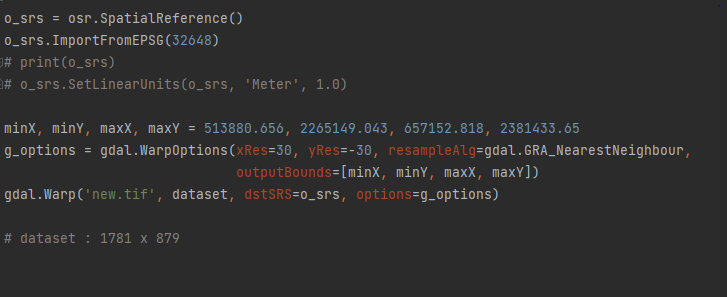 o_srs = osr.SpatialReference()
o_srs.ImportFromEPSG(32648)
# print(o_srs)
# o_srs.SetLinearUnits(o_srs, 'Meter', 1.0)
minX, minY, maxX, maxY = 513880.656, 2265149.043, 657152.818, 2381433.65
g_options = gdal.WarpOptions(xRes=30, yRes=-30, resampleAlg=gdal.GRA_NearestNeighbour,
outputBounds=[minX, minY, maxX, maxY])
gdal.Warp('new.tif', dataset, dstSRS=o_srs, options=g_options)
# dataset : 1781 x 879